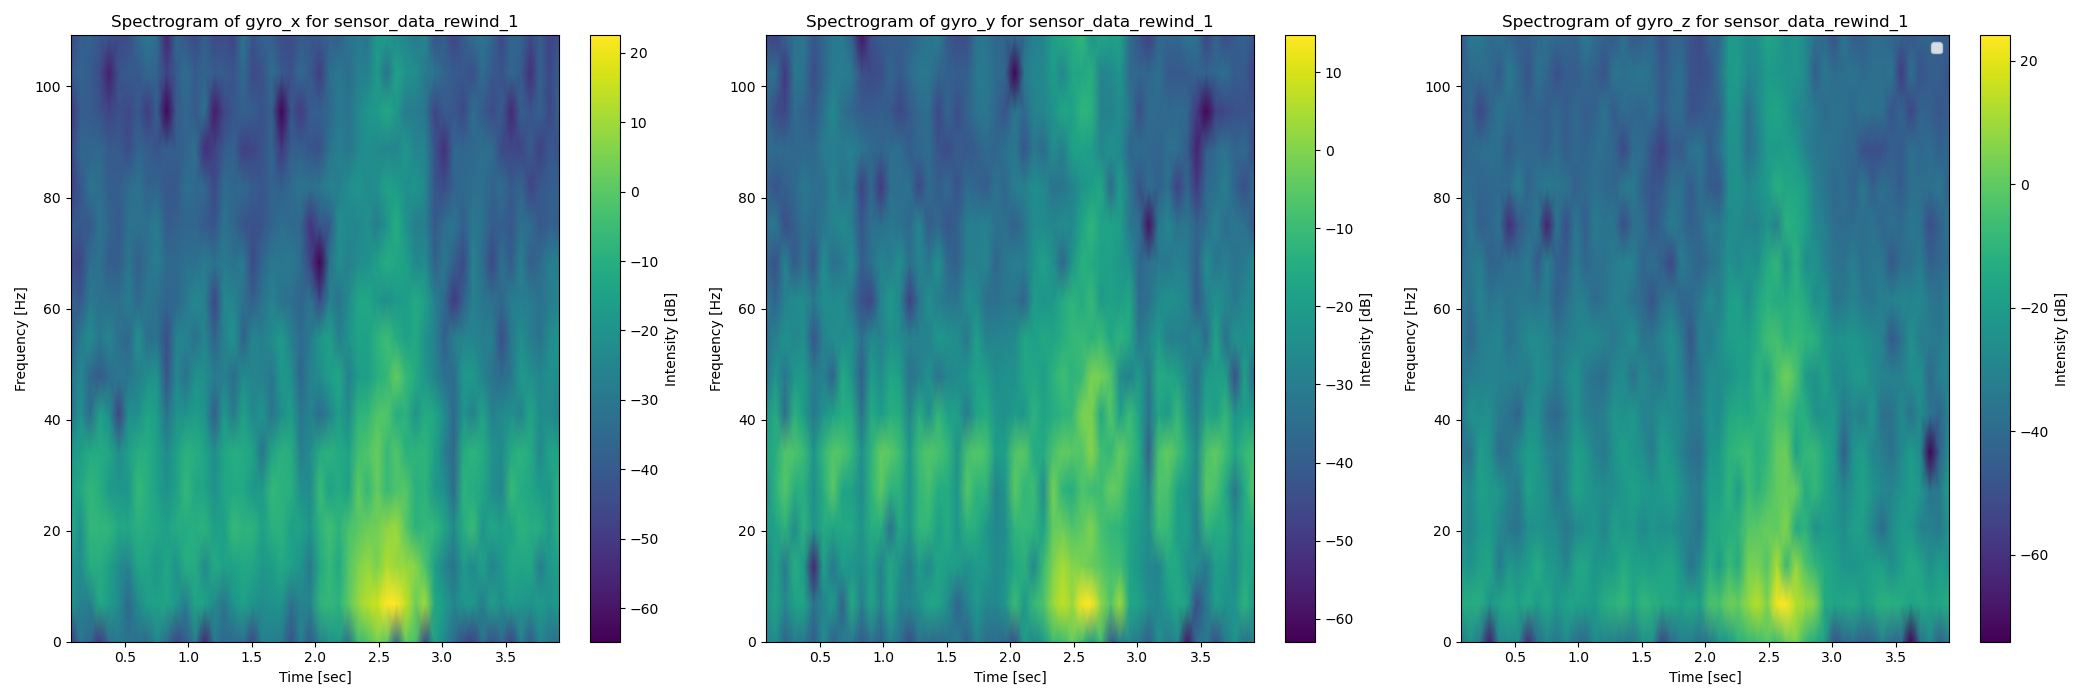 Spectrogram of gyro_x for sensor_data_rewind_1
Frequency [Hz]
100
80
60
40
20
0
0.5 1.0 1.5 2.0 2.5 3.0 3.5
Time [sec]
20
10
0
−10
−20
−30
−40
−50
−60
Intensity [dB]
Spectrogram of gyro_y for sensor_data_rewind_1
Frequency [Hz]
100
80
60
40
20
0
0.5 1.0 1.5 2.0 2.5 3.0 3.5
Time [sec]
10
0
−10
−20
−30
−40
−50
−60
Intensity [dB]
Spectrogram of gyro_z for sensor_data_rewind_1
Frequency [Hz]
100
80
60
40
20
0
0.5 1.0 1.5 2.0 2.5 3.0 3.5
Time [sec]
20
0
−20
−40
−60
Intensity [dB]